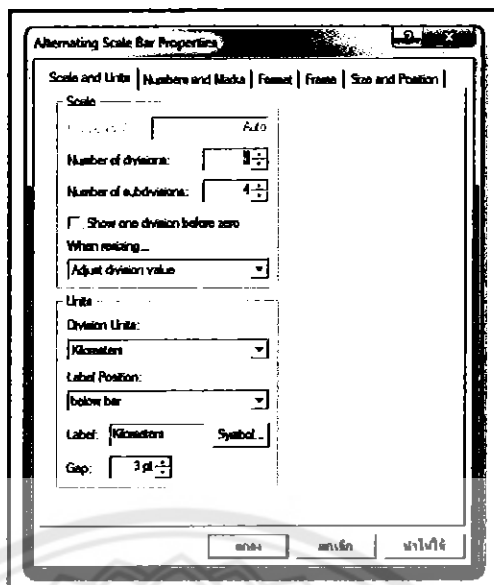 Alternating Scale Bar Properties
Scale and Units Numbers and Marks Format Frame Size and Position
Scale
Auto
Number of divisions:
Number of subdivisions: 4
Show one division before zero
When resizing...
Adjust division value
Units
Division Units:
Kilometers
Label Position:
below bar
Label: Kilometers Symbol...
Gap: 3 pt
ตกลง ยกเลิก นำไปใช้